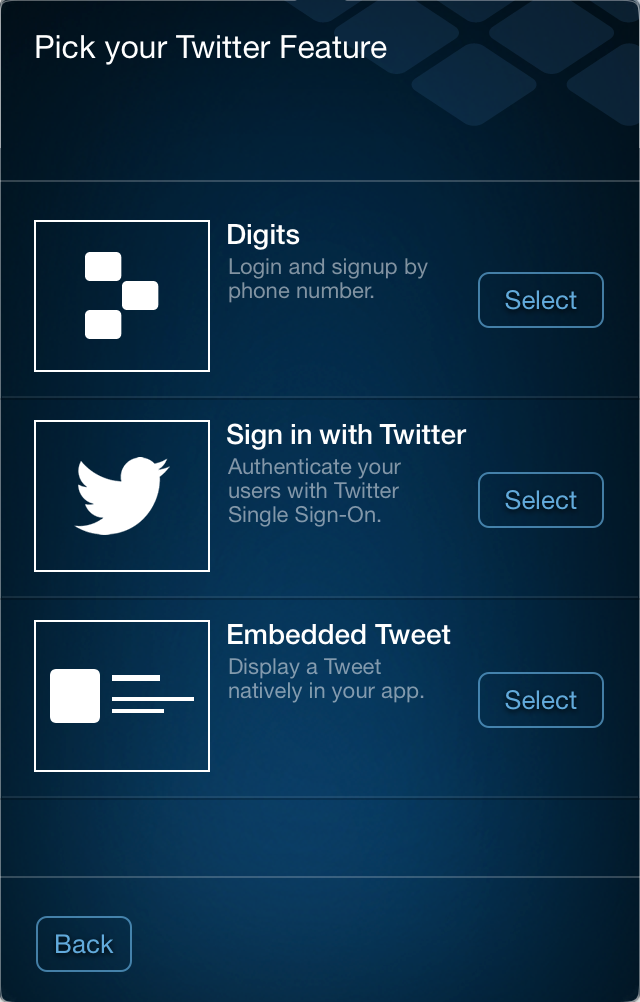 Pick your Twitter Feature
Digits
Login and signup by
phone number.
Select
Sign in with Twitter
Authenticate your
users with Twitter
Single Sign-On.
Select
Embedded Tweet
Display a Tweet
natively in your app.
Select
Back